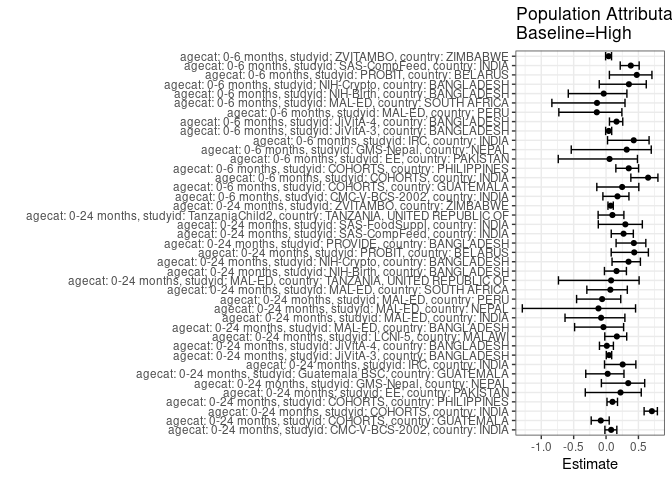 Population Attributa
Baseline=High
agecat: 0-6 months, studyid: ZVITAMBO, country: ZIMBABWE
agecat: 0-6 months, studyid: SAS-CompFeed, country: INDIA
agecat: 0-6 months, studyid: PROBIT, country: BELARUS
agecat: 0-6 months, studyid: NIH-Crypto, country: BANGLADESH
agecat: 0-6 months, studyid: NIH-Birth, country: BANGLADESH
agecat: 0-6 months, studyid: MAL-ED, country: SOUTH AFRICA
agecat: 0-6 months, studyid: MAL-ED, country: PERU
agecat: 0-6 months, studyid: JiVitA-4, country: BANGLADESH
agecat: 0-6 months, studyid: JiVitA-3, country: BANGLADESH
agecat: 0-6 months, studyid: IRC, country: INDIA
agecat: 0-6 months, studyid: GMS-Nepal, country: NEPAL
agecat: 0-6 months, studyid: EE, country: PAKISTAN
agecat: 0-6 months, studyid: COHORTS, country: PHILIPPINES
agecat: 0-6 months, studyid: COHORTS, country: INDIA
agecat: 0-6 months, studyid: COHORTS, country: GUATEMALA
agecat: 0-6 months, studyid: CMC-V-BCS-2002, country: INDIA
agecat: 0-24 months, studyid: ZVITAMBO, country: ZIMBABWE
agecat: 0-24 months, studyid: TanzaniaChild2, country: TANZANIA, UNITED REPUBLIC OF
agecat: 0-24 months, studyid: SAS-FoodSuppl, country: INDIA
agecat: 0-24 months, studyid: SAS-CompFeed, country: INDIA
agecat: 0-24 months, studyid: PROVIDE, country: BANGLADESH
agecat: 0-24 months, studyid: PROBIT, country: BELARUS
agecat: 0-24 months, studyid: NIH-Crypto, country: BANGLADESH
agecat: 0-24 months, studyid: NIH-Birth, country: BANGLADESH
agecat: 0-24 months, studyid: MAL-ED, country: TANZANIA, UNITED REPUBLIC OF
agecat: 0-24 months, studyid: MAL-ED, country: SOUTH AFRICA
agecat: 0-24 months, studyid: MAL-ED, country: PERU
agecat: 0-24 months, studyid: MAL-ED, country: NEPAL
agecat: 0-24 months, studyid: MAL-ED, country: INDIA
agecat: 0-24 months, studyid: MAL-ED, country: BANGLADESH
agecat: 0-24 months, studyid: LCNI-5, country: MALAWI
agecat: 0-24 months, studyid: JiVitA-4, country: BANGLADESH
agecat: 0-24 months, studyid: JiVitA-3, country: BANGLADESH
agecat: 0-24 months, studyid: IRC, country: INDIA
agecat: 0-24 months, studyid: Guatemala BSC, country: GUATEMALA
agecat: 0-24 months, studyid: GMS-Nepal, country: NEPAL
agecat: 0-24 months, studyid: EE, country: PAKISTAN
agecat: 0-24 months, studyid: COHORTS, country: PHILIPPINES
agecat: 0-24 months, studyid: COHORTS, country: INDIA
agecat: 0-24 months, studyid: COHORTS, country: GUATEMALA
agecat: 0-24 months, studyid: CMC-V-BCS-2002, country: INDIA
-1.0 -0.5 0.0 0.5
Estimate